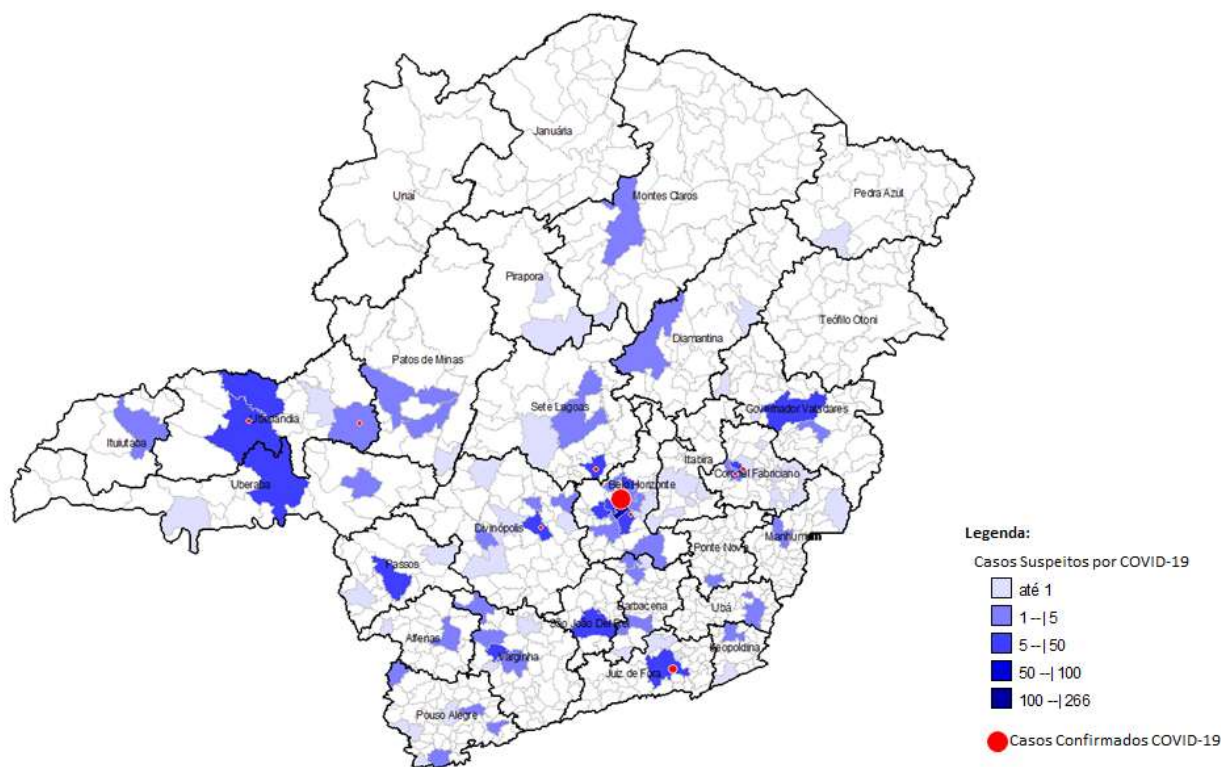 Januária
Unaí
Montes Claros
Pedra Azul
Pirapora
Teófilo Otoni
Diamantina
Patos de Minas
Sete Lagoas
Governador Valadares
Uberlandia
Ituiutaba
Itabira
Coronel Fabriciano
Belo Horizonte
Uberaba
Divinópolis
Ponte Nova
Manhumirim
Passos
Barbacena
Ubá
São João Del Rei
Alfenas
Leopoldina
Varginha
Juiz de Fora
Pouso Alegre
Legenda:
Casos Suspeitos por COVID-19
até 1
1 --| 5
5 --| 50
50 --| 100
100 --| 266
Casos Confirmados COVID-19